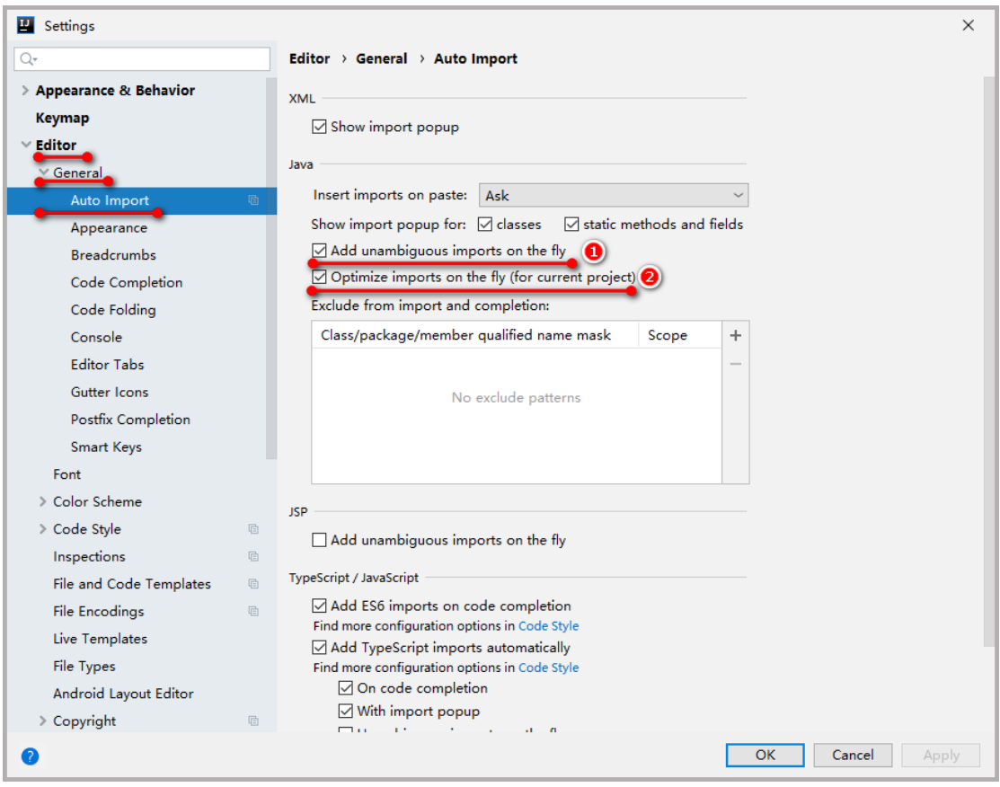 IJ Settings
Appearance & Behavior
Keymap
Editor
General
Auto Import
Appearance
Breadcrumbs
Code Completion
Code Folding
Console
Editor Tabs
Gutter Icons
Postfix Completion
Smart Keys
Font
Color Scheme
Code Style
Inspections
File and Code Templates
File Encodings
Live Templates
File Types
Android Layout Editor
Copyright
Editor > General > Auto Import
XML
Show import popup
Java
Insert imports on paste: Ask
Show import popup for: classes static methods and fields
Add unambiguous imports on the fly 1
Optimize imports on the fly (for current project) 2
Exclude from import and completion:
Class/package/member qualified name mask Scope +
No exclude patterns
JSP
Add unambiguous imports on the fly
TypeScript / JavaScript
Add ES6 imports on code completion
Find more configuration options in Code Style
Add TypeScript imports automatically
Find more configuration options in Code Style
On code completion
With import popup
? OK Cancel Apply